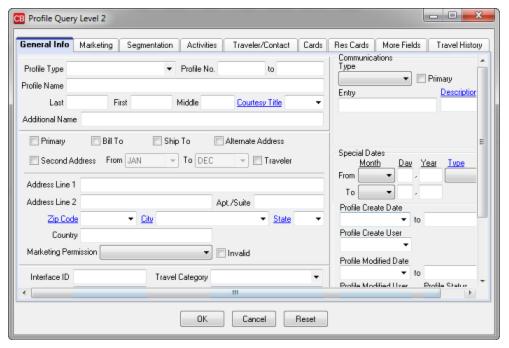 CB Profile Query Level 2
General Info Marketing Segmentation Activities Traveler/Contact Cards Res Cards More Fields Travel History
Profile Type Profile No. to
Profile Name
Last First Middle Courtesy Title
Additional Name
Primary Bill To Ship To Alternate Address
Second Address From JAN To DEC Traveler
Address Line 1
Address Line 2 Apt./Suite
Zip Code City State
Country
Marketing Permission Invalid
Interface ID Travel Category
Communications
Type
Primary
Entry Description
Special Dates
Month Day Year Type
From , 
To ,
Profile Create Date
to
Profile Create User
Profile Modified Date
to
Profile Modified User Profile Status
OK Cancel Reset